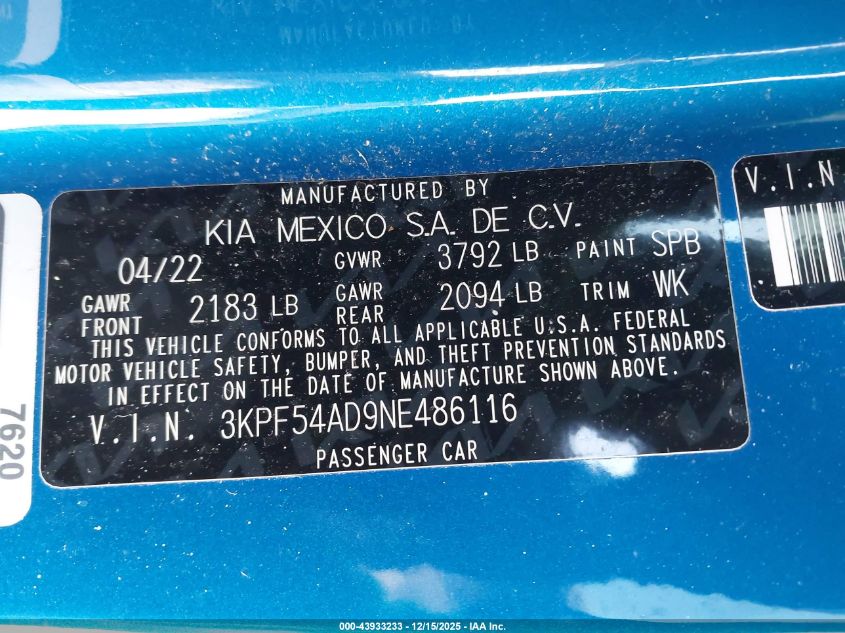 MANUFACTURED BY
KIA MEXICO S.A. DE C.V.
04/22 GVWR 3792 LB PAINT SPB
GAWR FRONT 2183 LB GAWR REAR 2094 LB TRIM WK
THIS VEHICLE CONFORMS TO ALL APPLICABLE U.S.A. FEDERAL
MOTOR VEHICLE SAFETY, BUMPER, AND THEFT PREVENTION STANDARDS
IN EFFECT ON THE DATE OF MANUFACTURE SHOWN ABOVE.
V.I.N. 3KPF54AD9NE486116
PASSENGER CAR
V.I.N
7620
000-43933233 - 12/15/2025 - IAA Inc.